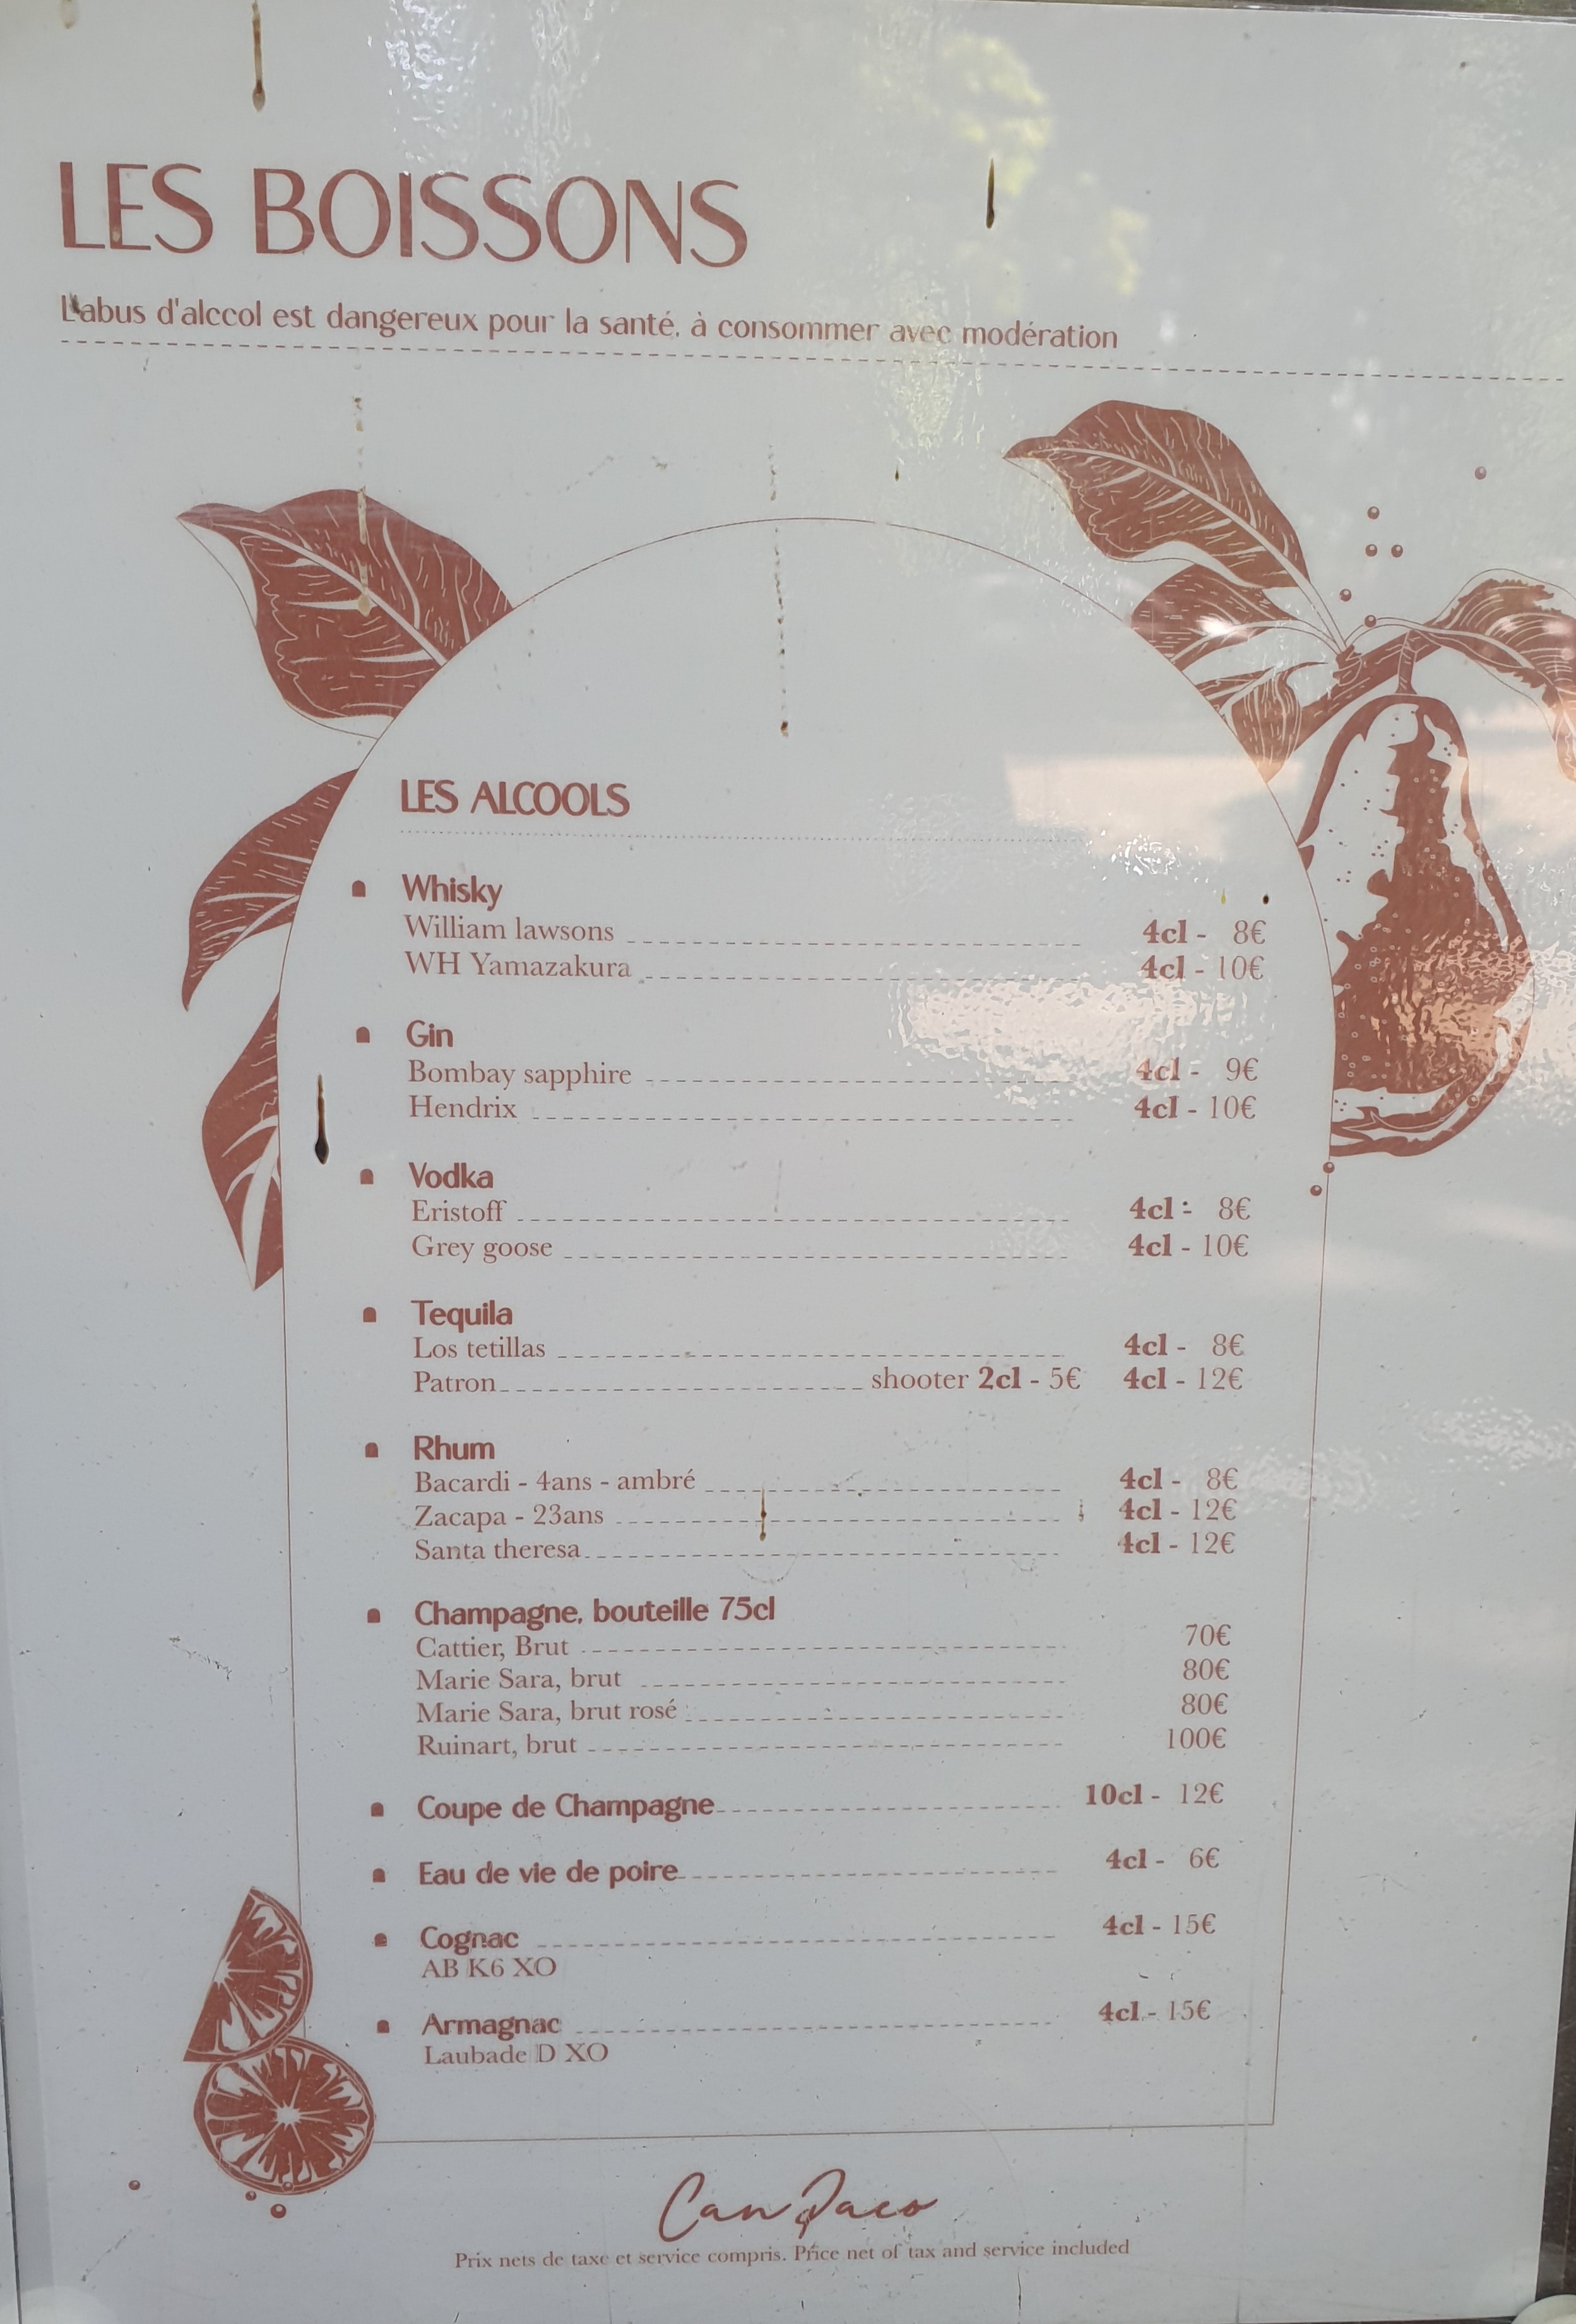 LES BOISSONS
L'abus d'alccol est dangereux pour la santé, à consommer avec modération
LES ALCOOLS
Whisky
William lawsons 4cl - 8€
WH Yamazakura 4cl - 10€
Gin
Bombay sapphire 4cl - 9€
Hendrix 4cl - 10€
Vodka
Eristoff 4cl - 8€
Grey goose 4cl - 10€
Tequila
Los tetillas 4cl - 8€
Patron shooter 2cl - 5€ 4cl - 12€
Rhum
Bacardi - 4ans - ambré 4cl - 8€
Zacapa - 23ans 4cl - 12€
Santa theresa 4cl - 12€
Champagne, bouteille 75cl
Cattier, Brut 70€
Marie Sara, brut 80€
Marie Sara, brut rosé 80€
Ruinart, brut 100€
Coupe de Champagne 10cl - 12€
Eau de vie de poire 4cl - 6€
Cognac 4cl - 15€
AB K6 XO
Armagnac 4cl - 15€
Laubade D XO
Can Paco
Prix nets de taxe et service compris. Price net of tax and service included